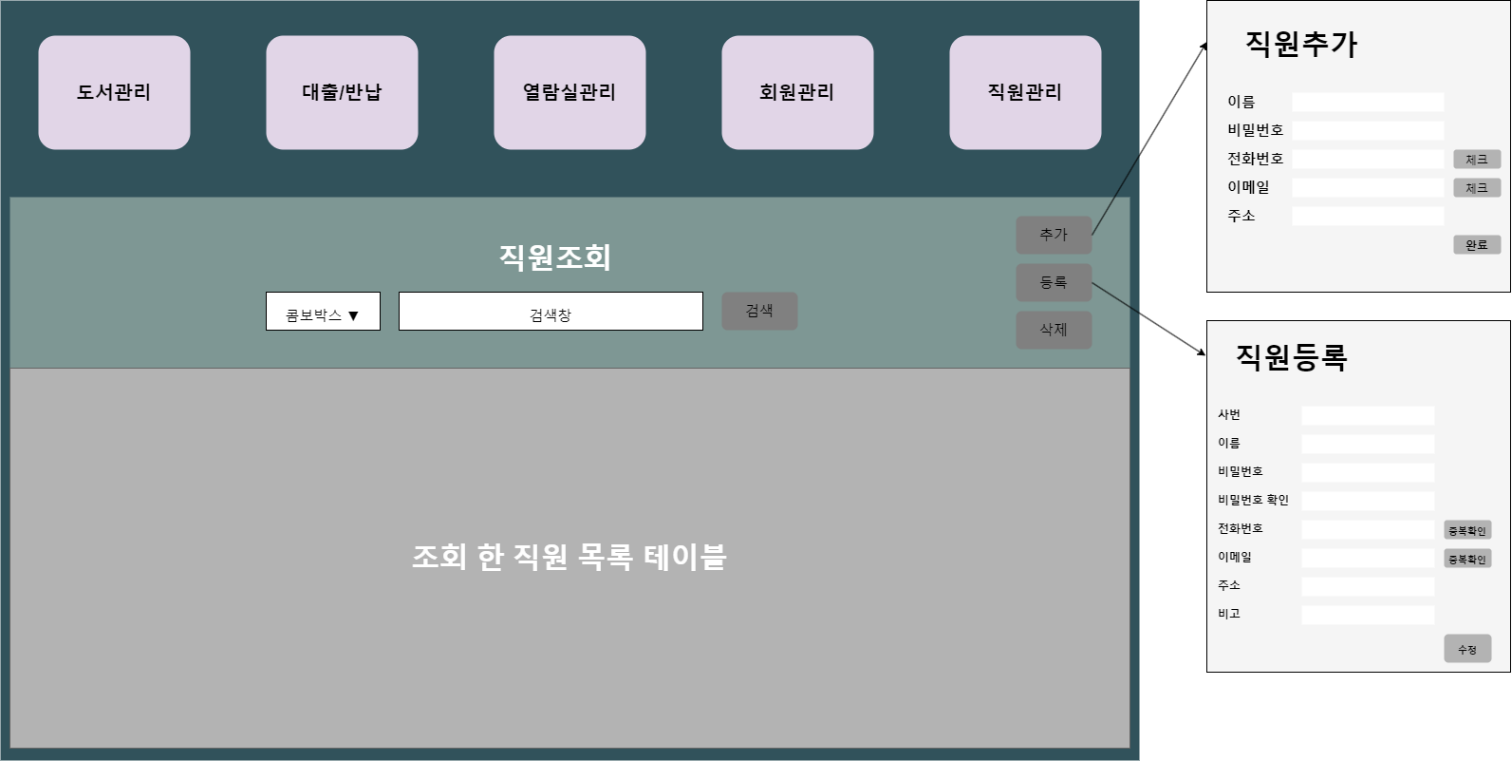 도서관리
대출/반납
열람실관리
회원관리
직원관리
직원조회
콤보박스 ▼
검색창
검색
추가
등록
삭제
조회 한 직원 목록 테이블
직원추가
이름
비밀번호
전화번호 체크
이메일 체크
주소
완료
직원등록
사번
이름
비밀번호
비밀번호 확인
전화번호 중복확인
이메일 중복확인
주소
비고
수정